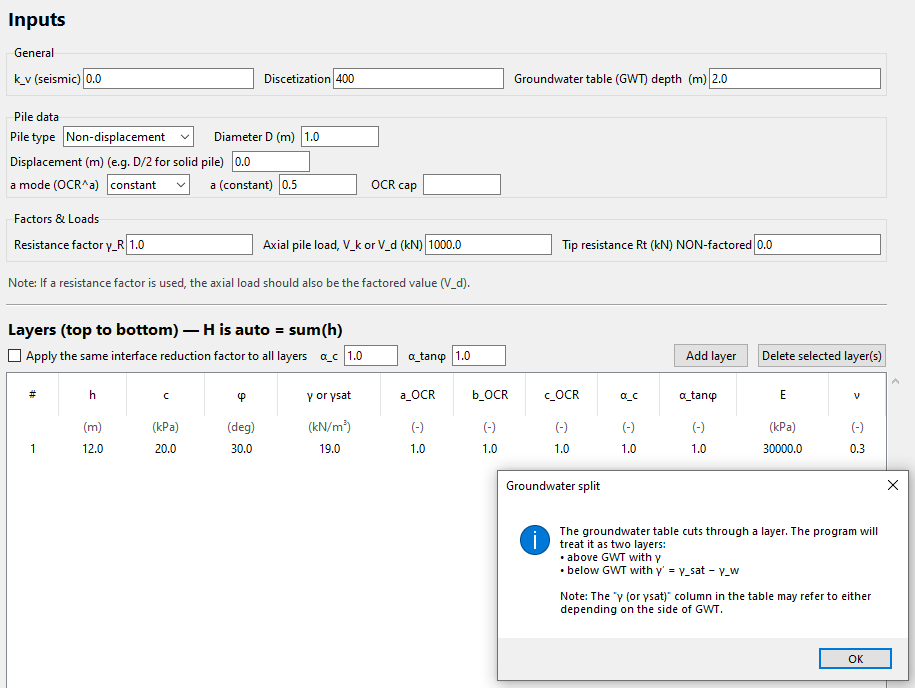 Inputs
General
k_v (seismic) 0.0 Discetization 400 Groundwater table (GWT) depth (m) 2.0
Pile data
Pile type Non-displacement Diameter D (m) 1.0
Displacement (m) (e.g. D/2 for solid pile) 0.0
a mode (OCR^a) constant a (constant) 0.5 OCR cap
Factors & Loads
Resistance factor γ_R 1.0 Axial pile load, V_k or V_d (kN) 1000.0 Tip resistance Rt (kN) NON-factored 0.0
Note: If a resistance factor is used, the axial load should also be the factored value (V_d).
Layers (top to bottom) — H is auto = sum(h)
Apply the same interface reduction factor to all layers α_c 1.0 α_tanφ 1.0 Add layer Delete selected layer(s)
# h c φ γ or γsat a_OCR b_OCR c_OCR α_c α_tanφ E ν
(m) (kPa) (deg) (kN/m³) (-) (-) (-) (-) (-) (kPa) (-)
1 12.0 20.0 30.0 19.0 1.0 1.0 1.0 1.0 1.0 30000.0 0.3
Groundwater split
The groundwater table cuts through a layer. The program will
treat it as two layers:
• above GWT with γ
• below GWT with γ′ = γ_sat − γ_w
Note: The "γ (or γsat)" column in the table may refer to either
depending on the side of GWT.
OK